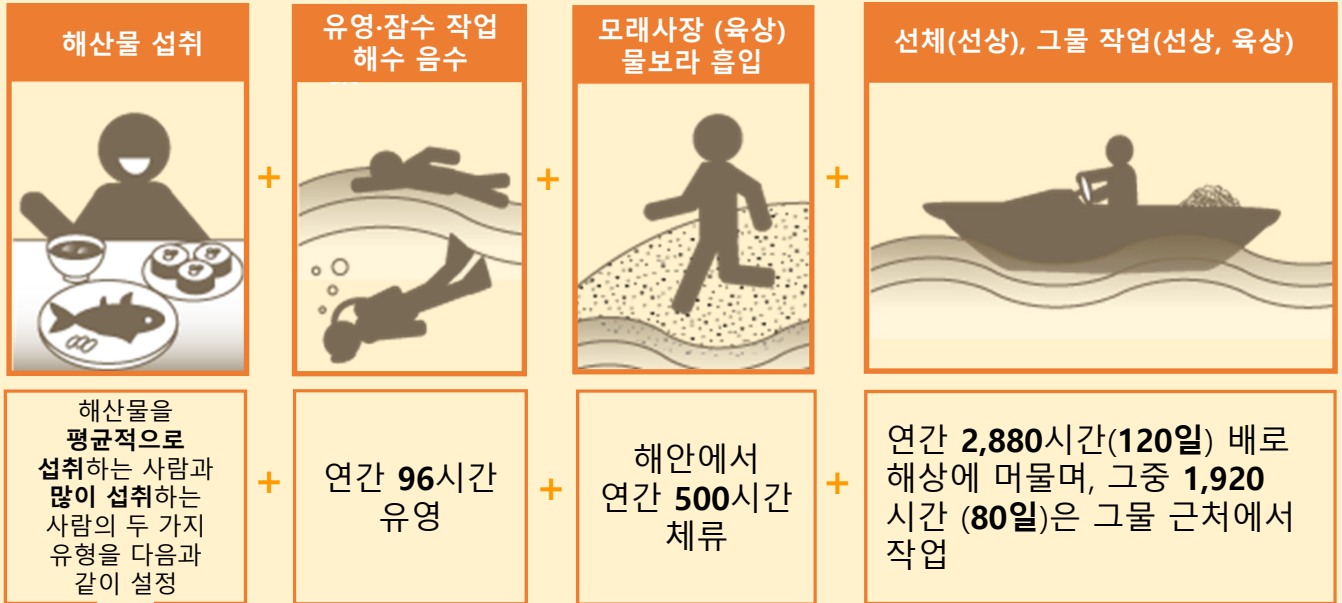 해산물 섭취
유영·잠수 작업
해수 음수
모래사장 (육상)
물보라 흡입
선체(선상), 그물 작업(선상, 육상)
+
+
+
해산물을
평균적으로
섭취하는 사람과
많이 섭취하는
사람의 두 가지
유형을 다음과
같이 설정
+
연간 96시간
유영
+
해안에서
연간 500시간
체류
+
연간 2,880시간(120일) 배로
해상에 머물며, 그중 1,920
시간 (80일)은 그물 근처에서
작업